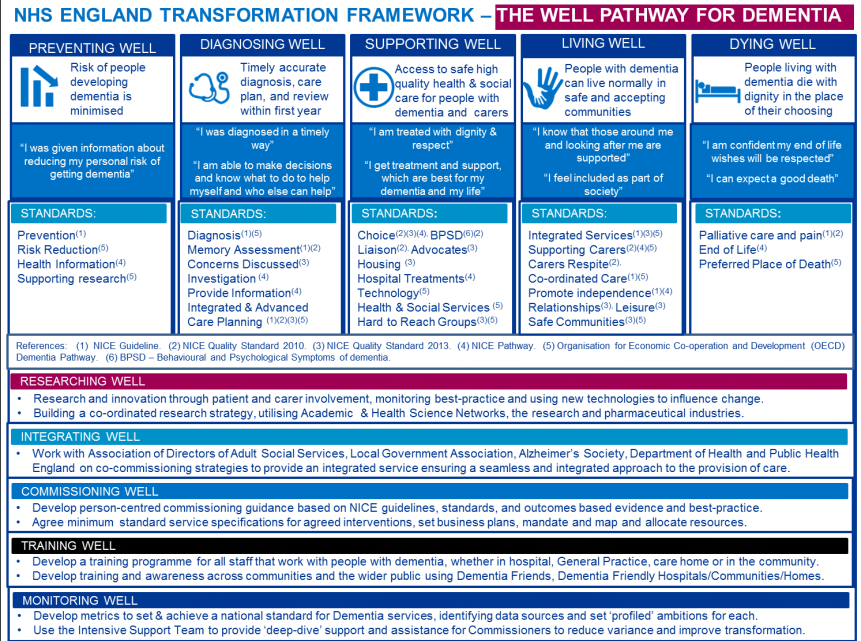 NHS ENGLAND TRANSFORMATION FRAMEWORK – THE WELL PATHWAY FOR DEMENTIA
PREVENTING WELL
Risk of people
developing
dementia is
minimised
“I was given information about
reducing my personal risk of
getting dementia”
STANDARDS:
Prevention(1)
Risk Reduction(5)
Health Information(4)
Supporting research(5)
DIAGNOSING WELL
Timely accurate
diagnosis, care
plan, and review
within first year
“I was diagnosed in a timely
way”
“I am able to make decisions
and know what to do to help
myself and who else can help”
STANDARDS:
Diagnosis(1)(5)
Memory Assessment(1)(2)
Concerns Discussed(3)
Investigation (4)
Provide Information(4)
Integrated & Advanced
Care Planning (1)(2)(3)(5)
SUPPORTING WELL
Access to safe high
quality health & social
care for people with
dementia and carers
“I am treated with dignity &
respect”
“I get treatment and support,
which are best for my
dementia and my life”
STANDARDS:
Choice(2)(3)(4), BPSD(6)(2)
Liaison(2), Advocates(3)
Housing (3)
Hospital Treatments(4)
Technology(5)
Health & Social Services (5)
Hard to Reach Groups(3)(5)
LIVING WELL
People with dementia
can live normally in
safe and accepting
communities
“I know that those around me
and looking after me are
supported”
“I feel included as part of
society”
STANDARDS:
Integrated Services(1)(3)(5)
Supporting Carers(2)(4)(5)
Carers Respite(2),
Co-ordinated Care(1)(5)
Promote independence(1)(4)
Relationships(3), Leisure(3)
Safe Communities(3)(5)
DYING WELL
People living with
dementia die with
dignity in the place
of their choosing
“I am confident my end of life
wishes will be respected”
“I can expect a good death”
STANDARDS:
Palliative care and pain(1)(2)
End of Life(4)
Preferred Place of Death(5)
References: (1) NICE Guideline. (2) NICE Quality Standard 2010. (3) NICE Quality Standard 2013. (4) NICE Pathway. (5) Organisation for Economic Co-operation and Development (OECD)
Dementia Pathway. (6) BPSD – Behavioural and Psychological Symptoms of dementia.
RESEARCHING WELL
• Research and innovation through patient and carer involvement, monitoring best-practice and using new technologies to influence change.
• Building a co-ordinated research strategy, utilising Academic & Health Science Networks, the research and pharmaceutical industries.
INTEGRATING WELL
• Work with Association of Directors of Adult Social Services, Local Government Association, Alzheimer’s Society, Department of Health and Public Health
England on co-commissioning strategies to provide an integrated service ensuring a seamless and integrated approach to the provision of care.
COMMISSIONING WELL
• Develop person-centred commissioning guidance based on NICE guidelines, standards, and outcomes based evidence and best-practice.
• Agree minimum standard service specifications for agreed interventions, set business plans, mandate and map and allocate resources.
TRAINING WELL
• Develop a training programme for all staff that work with people with dementia, whether in hospital, General Practice, care home or in the community.
• Develop training and awareness across communities and the wider public using Dementia Friends, Dementia Friendly Hospitals/Communities/Homes.
MONITORING WELL
• Develop metrics to set & achieve a national standard for Dementia services, identifying data sources and set ‘profiled’ ambitions for each.
• Use the Intensive Support Team to provide ‘deep-dive’ support and assistance for Commissioners to reduce variance and improve transformation.